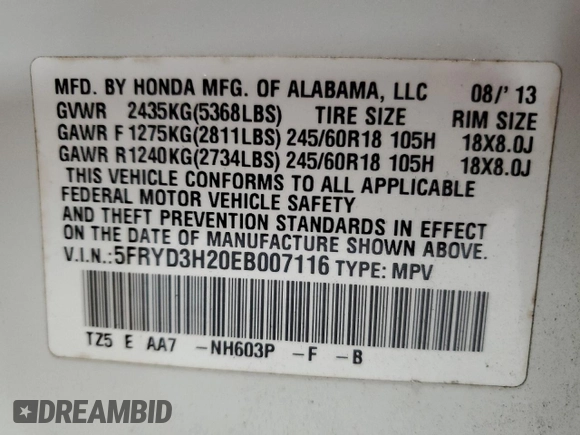 MFD. BY HONDA MFG. OF ALABAMA, LLC 08/' 13
GVWR 2435KG(5368LBS) TIRE SIZE RIM SIZE
GAWR F 1275KG(2811LBS) 245/60R18 105H 18X8.0J
GAWR R1240KG(2734LBS) 245/60R18 105H 18X8.0J
THIS VEHICLE CONFORMS TO ALL APPLICABLE
FEDERAL MOTOR VEHICLE SAFETY
AND THEFT PREVENTION STANDARDS IN EFFECT
ON THE DATE OF MANUFACTURE SHOWN ABOVE.
V.I.N.:5FRYD3H20EB007116 TYPE: MPV
TZ5 E AA7 -NH603P -F -B
DREAMBID